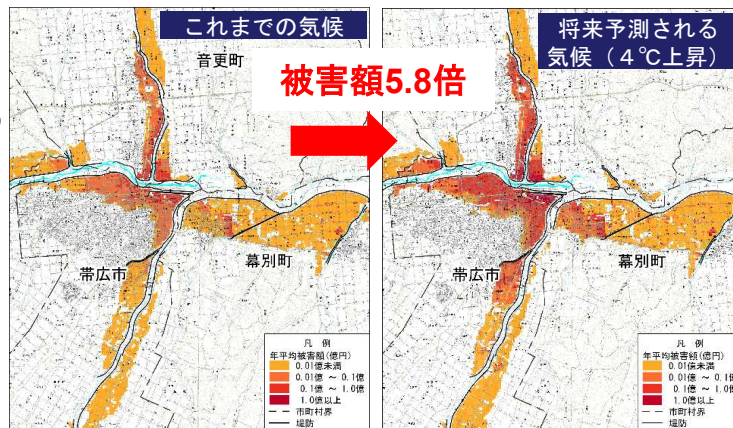 これまでの気候
音更町
帯広市
幕別町
凡 例
年平均被害額(億円)
0.01億未満
0.01億 ～ 0.1億
0.1億 ～ 1.0億
1.0億以上
市町村界
堤防
被害額5.8倍
将来予測される
気候（4℃上昇）
帯広市
幕別町
凡 例
年平均被害額(億円)
0.01億未満
0.01億 ～ 0.1億
0.1億 ～ 1.0億
1.0億以上
市町村界
堤防